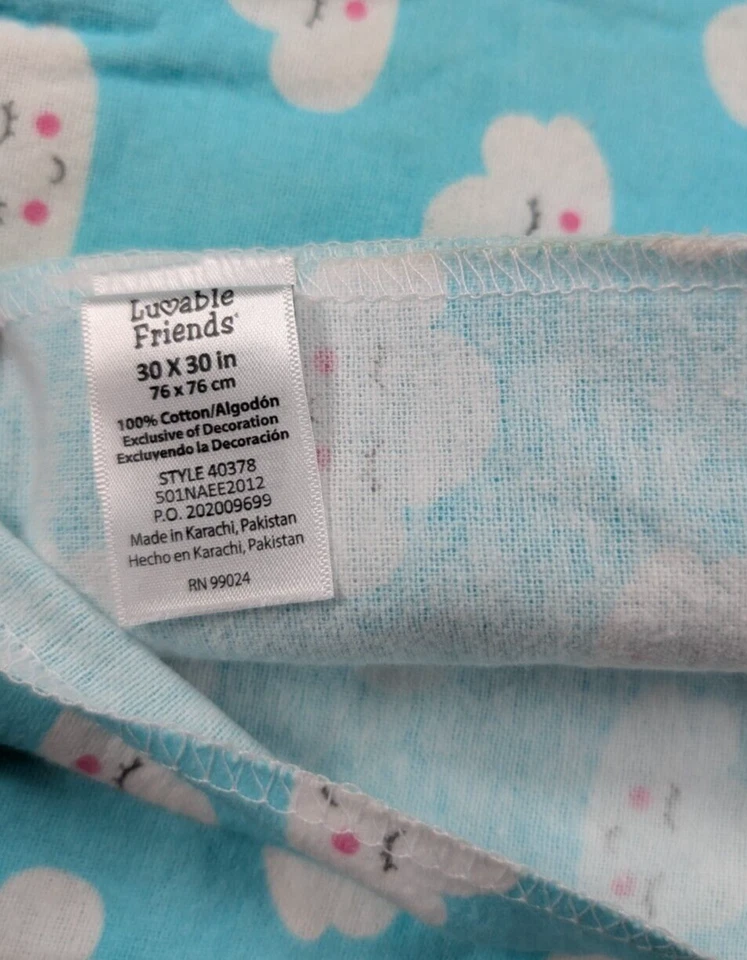 Luvable
Friends
30 X 30 in
76 x 76 cm
100% Cotton/Algodón
Exclusive of Decoration
Excluyendo la Decoración
STYLE 40378
501NAEE2012
P.O. 202009699
Made in Karachi, Pakistan
Hecho en Karachi, Pakistan
RN 99024